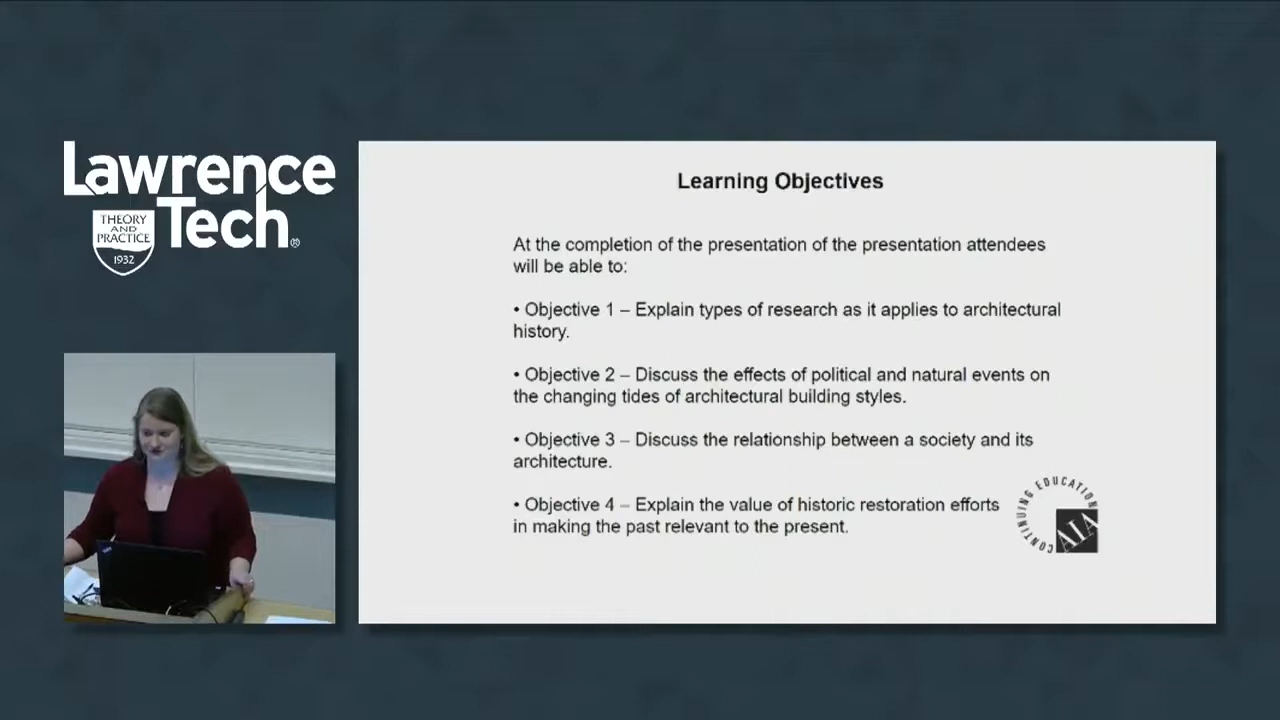 Lawrence
Tech®
THEORY
AND
PRACTICE
1932
Learning Objectives
At the completion of the presentation of the presentation attendees
will be able to:
• Objective 1 – Explain types of research as it applies to architectural
history.
• Objective 2 – Discuss the effects of political and natural events on
the changing tides of architectural building styles.
• Objective 3 – Discuss the relationship between a society and its
architecture.
• Objective 4 – Explain the value of historic restoration efforts
in making the past relevant to the present.
CONTINUING EDUCATION
AIA